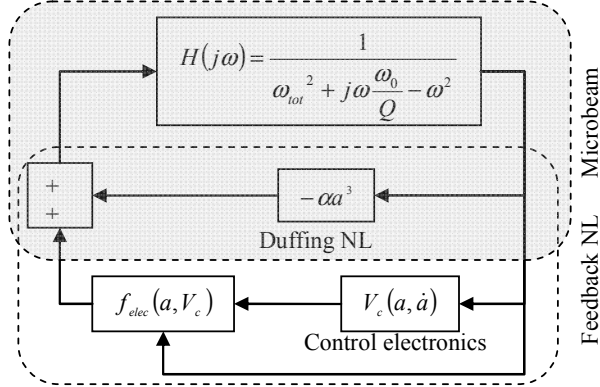 H(jω) = 1 / (ω_tot² + jω ω₀/Q − ω²)
+
+
−αa³
Duffing NL
f_elec(a, V_c)
V_c(a, ȧ)
Control electronics
Microbeam
Feedback NL